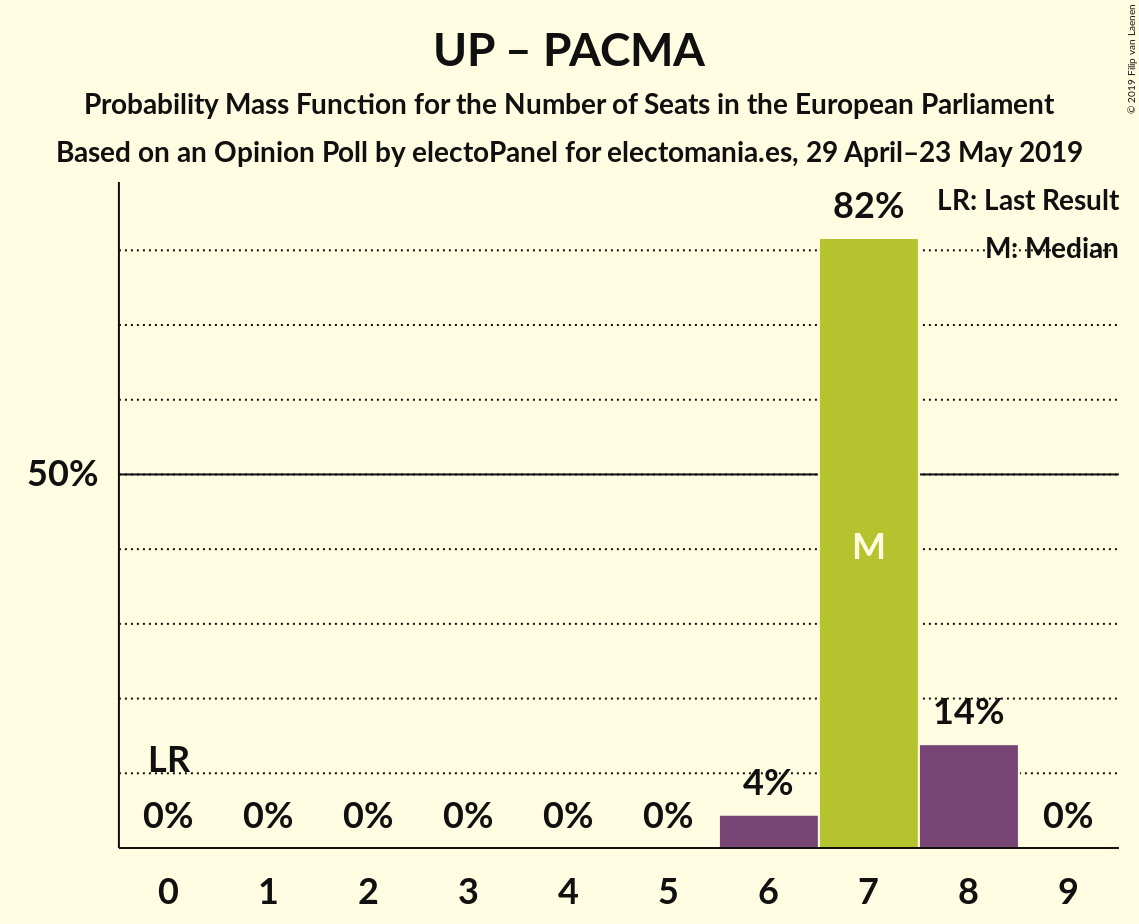 UP – PACMA
Probability Mass Function for the Number of Seats in the European Parliament
Based on an Opinion Poll by electoPanel for electomania.es, 29 April–23 May 2019
© 2019 Filip van Laenen
LR: Last Result
M: Median
82%
50%
M
14%
LR
4%
0% 0% 0% 0% 0% 0% 0%
0 1 2 3 4 5 6 7 8 9